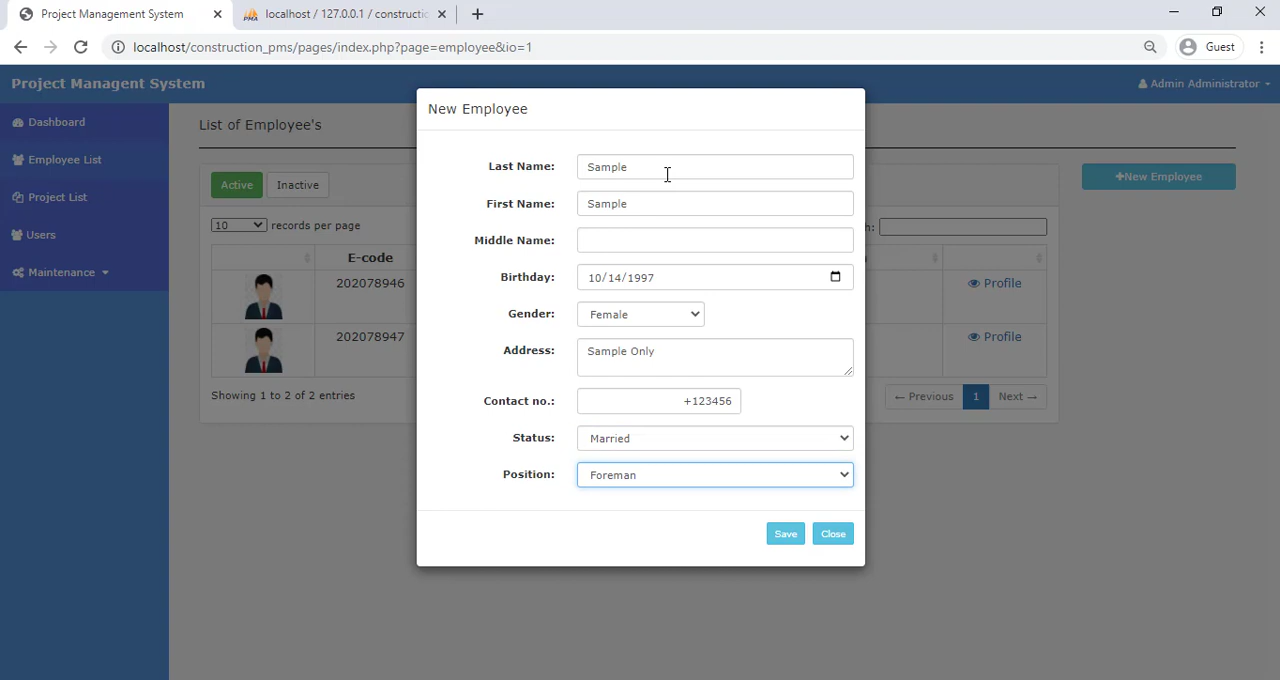 Project Management System
localhost / 127.0.0.1 / constructio
localhost/construction_pms/pages/index.php?page=employee&io=1
Guest
Project Managent System
Admin Administrator
Dashboard
Employee List
Project List
Users
Maintenance
List of Employee's
New Employee
Active
Inactive
10 records per page
h:
E-code
202078946
Profile
202078947
Profile
Showing 1 to 2 of 2 entries
← Previous 1 Next →
New Employee
Last Name: Sample
First Name: Sample
Middle Name:
Birthday: 10/14/1997
Gender: Female
Address: Sample Only
Contact no.: +123456
Status: Married
Position: Foreman
Save
Close